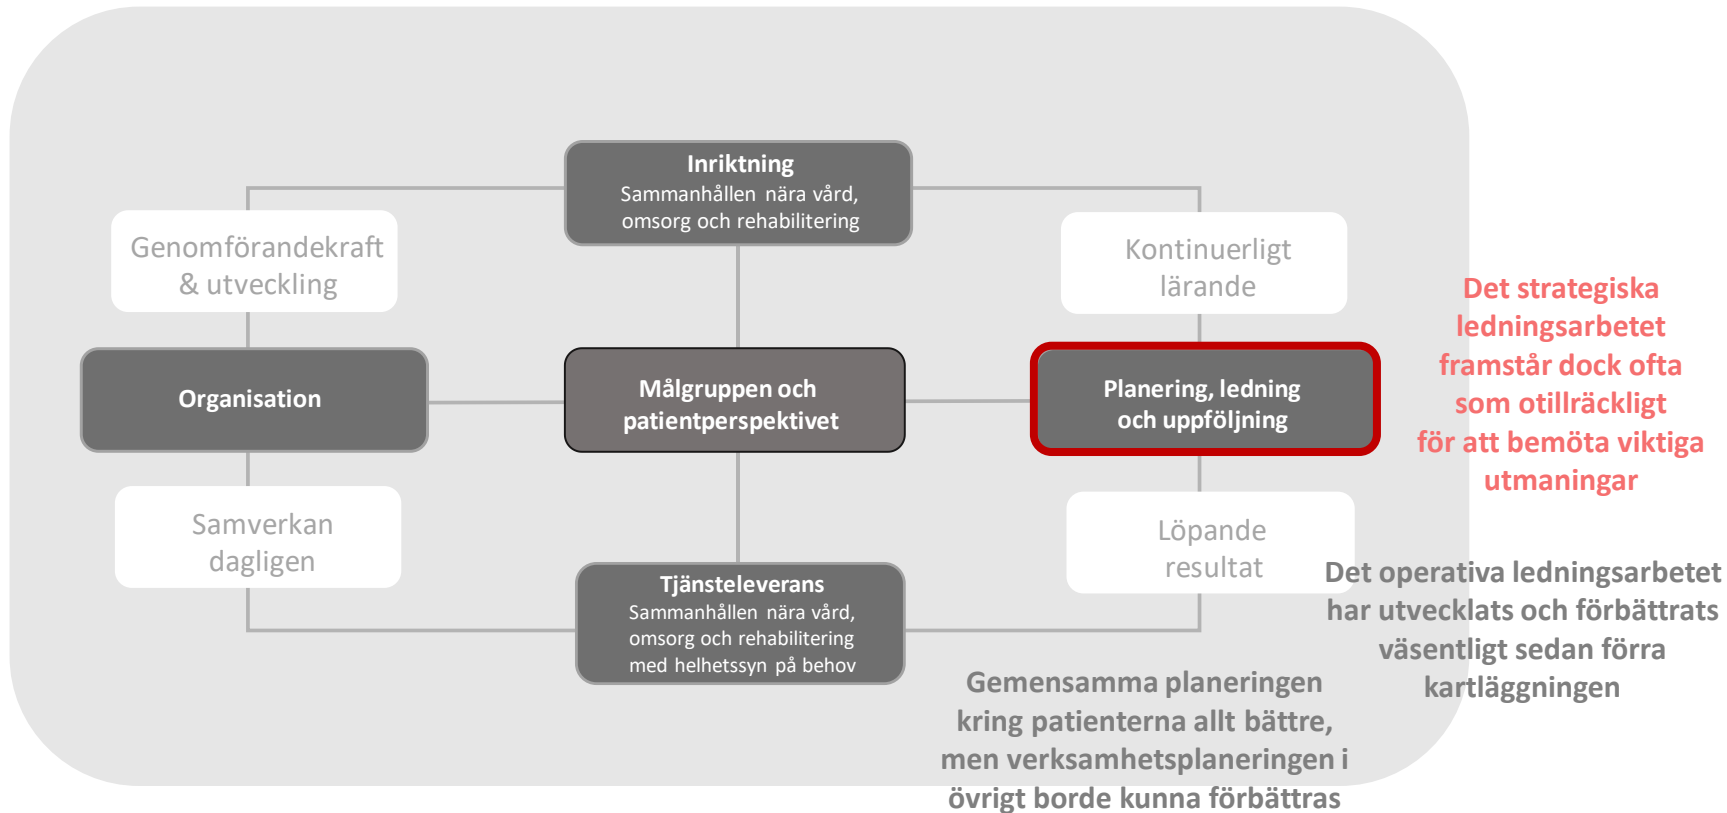 Inriktning
Sammanhållen nära vård,
omsorg och rehabilitering
Genomförandekraft
& utveckling
Kontinuerligt
lärande
Organisation
Målgruppen och
patientperspektivet
Planering, ledning
och uppföljning
Det strategiska
ledningsarbetet
framstår dock ofta
som otillräckligt
för att bemöta viktiga
utmaningar
Samverkan
dagligen
Löpande
resultat
Tjänsteleverans
Sammanhållen nära vård,
omsorg och rehabilitering
med helhetssyn på behov
Det operativa ledningsarbetet
har utvecklats och förbättrats
väsentligt sedan förra
kartläggningen
Gemensamma planeringen
kring patienterna allt bättre,
men verksamhetsplaneringen i
övrigt borde kunna förbättras